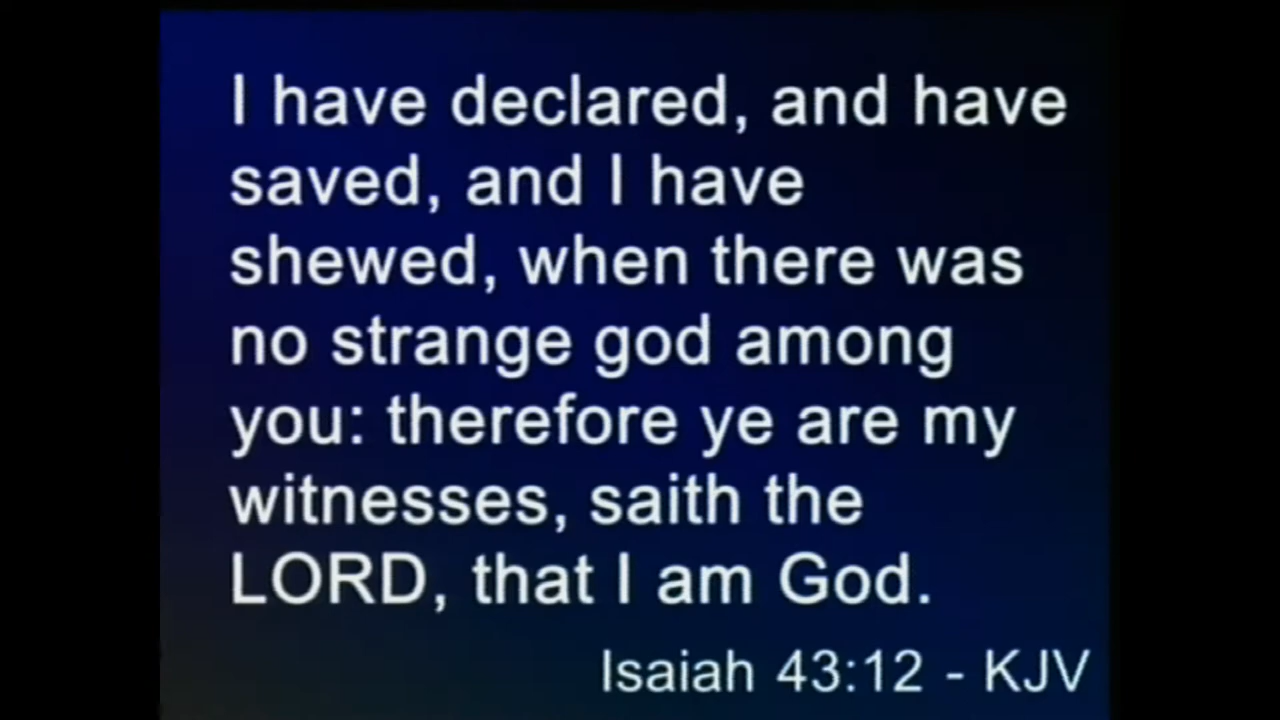 I have declared, and have
saved, and I have
shewed, when there was
no strange god among
you: therefore ye are my
witnesses, saith the
LORD, that I am God.
Isaiah 43:12 - KJV